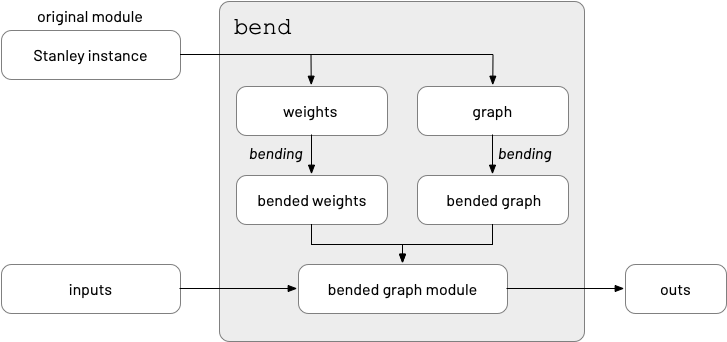 original module
bend
Stanley instance
weights
graph
bending
bending
bended weights
bended graph
inputs
bended graph module
outs